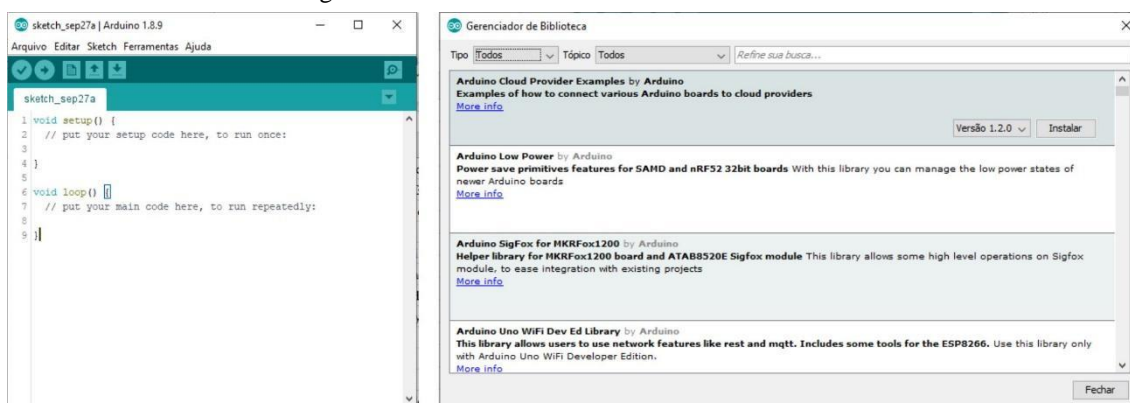 sketch_sep27a | Arduino 1.8.9
Arquivo Editar Sketch Ferramentas Ajuda
sketch_sep27a
1 void setup() {
2 // put your setup code here, to run once:
3
4 }
5
6 void loop() {
7 // put your main code here, to run repeatedly:
8
9 }
Gerenciador de Biblioteca
Tipo Todos Tópico Todos Refine sua busca...
Arduino Cloud Provider Examples by Arduino
Examples of how to connect various Arduino boards to cloud providers
More info
Versão 1.2.0 Instalar
Arduino Low Power by Arduino
Power save primitives features for SAMD and nRF52 32bit boards With this library you can manage the low power states of
newer Arduino boards
More info
Arduino SigFox for MKRFox1200 by Arduino
Helper library for MKRFox1200 board and ATAB8520E Sigfox module This library allows some high level operations on Sigfox
module, to ease integration with existing projects
More info
Arduino Uno WiFi Dev Ed Library by Arduino
This library allows users to use network features like rest and mqtt. Includes some tools for the ESP8266. Use this library only
with Arduino Uno WiFi Developer Edition.
More info
Fechar